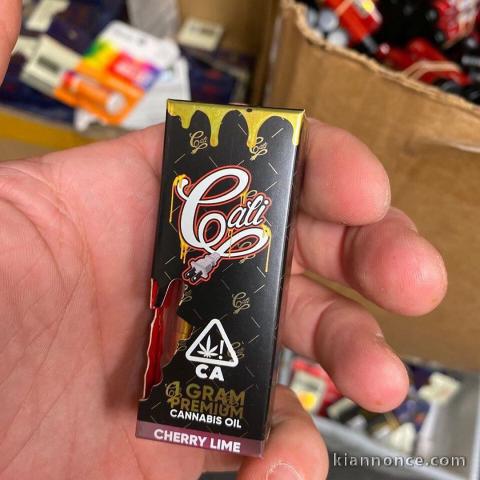 Cali
CA
1 GRAM
PREMIUM
CANNABIS OIL
CHERRY LIME
kiannonce.com